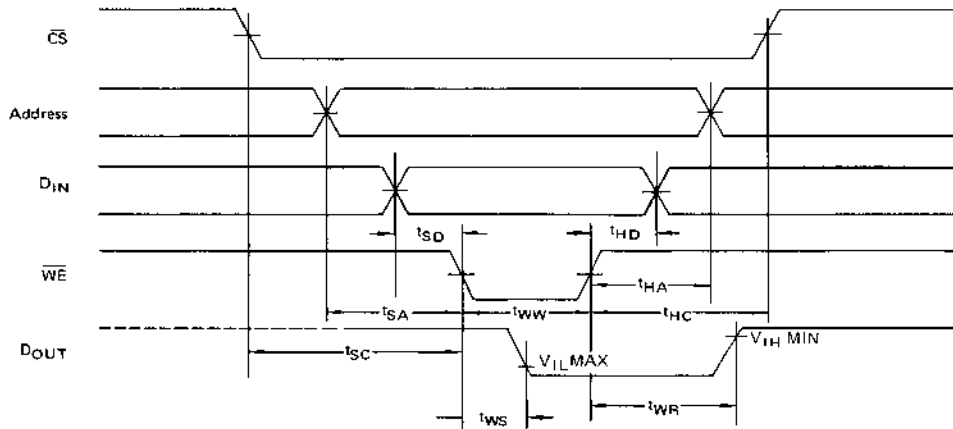 CS
Address
DIN
tSD
tHD
WE
tHA
tSA
tWW
tHC
DOUT
VIH MIN
tSC
VIL MAX
tWS
tWR